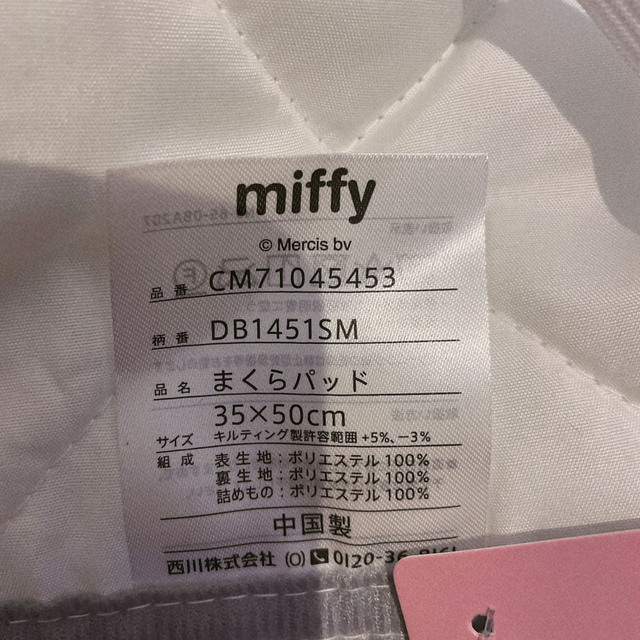 miffy
© Mercis bv
品番 CM71045453
柄番 DB1451SM
品名 まくらパッド
35×50cm
サイズ キルティング製許容範囲 +5%、−3%
組成 表生地：ポリエステル 100%
裏生地：ポリエステル 100%
詰めもの：ポリエステル 100%
中国製
西川株式会社 (O) 0120-36-8161